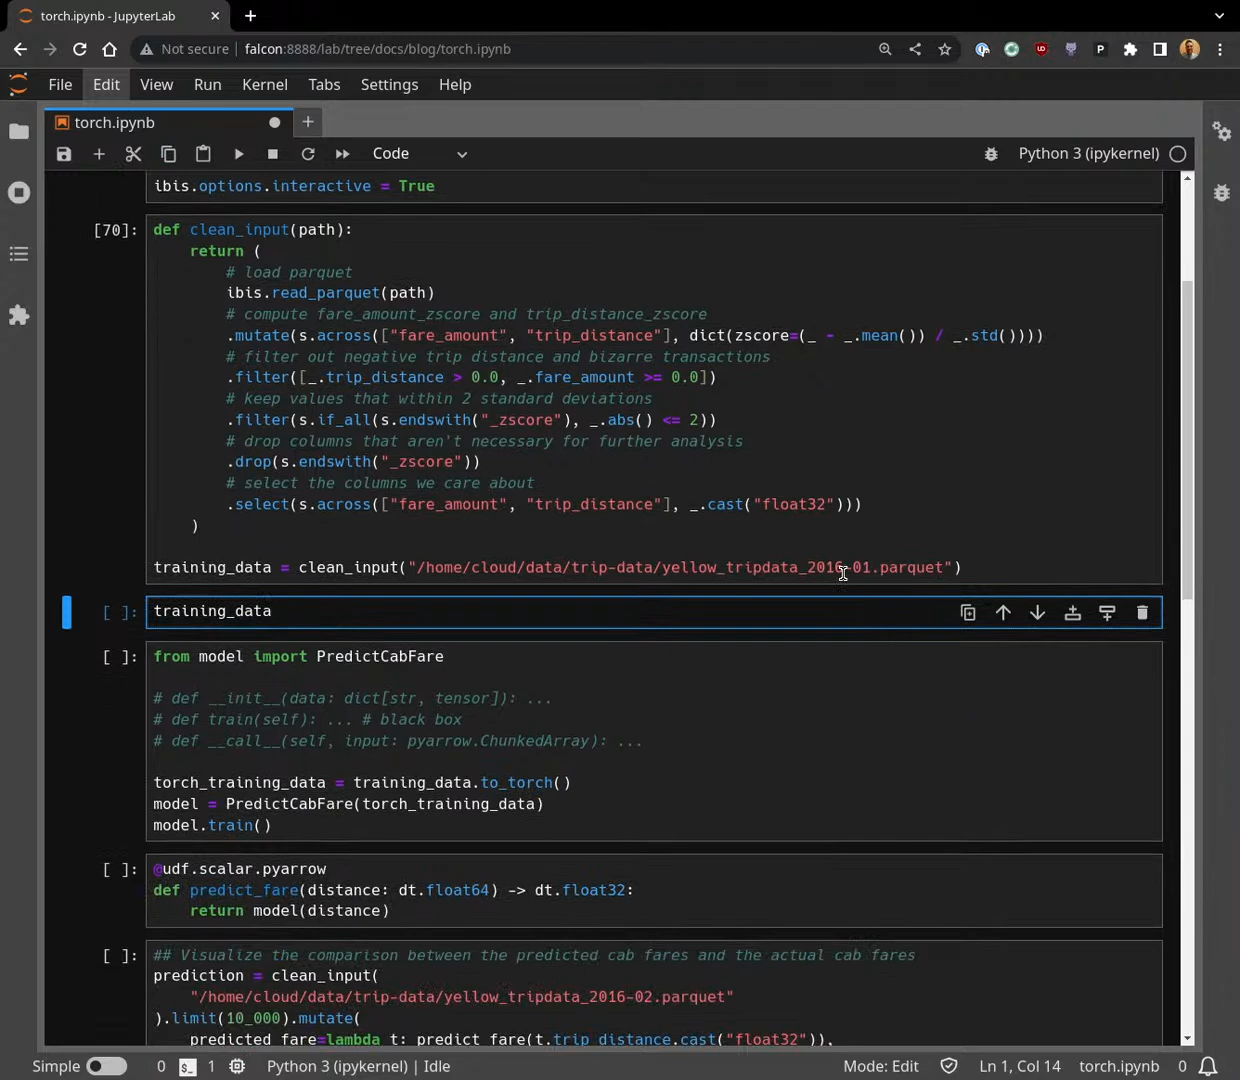 torch.ipynb - JupyterLab
Not secure | falcon:8888/lab/tree/docs/blog/torch.ipynb
File Edit View Run Kernel Tabs Settings Help
torch.ipynb
Code Python 3 (ipykernel)
ibis.options.interactive = True
[70]: def clean_input(path):
return (
# load parquet
ibis.read_parquet(path)
# compute fare_amount_zscore and trip_distance_zscore
.mutate(s.across(["fare_amount", "trip_distance"], dict(zscore=(_ - _.mean()) / _.std())))
# filter out negative trip distance and bizarre transactions
.filter([_.trip_distance > 0.0, _.fare_amount >= 0.0])
# keep values that within 2 standard deviations
.filter(s.if_all(s.endswith("_zscore"), _.abs() <= 2))
# drop columns that aren't necessary for further analysis
.drop(s.endswith("_zscore"))
# select the columns we care about
.select(s.across(["fare_amount", "trip_distance"], _.cast("float32")))
)
training_data = clean_input("/home/cloud/data/trip-data/yellow_tripdata_2016-01.parquet")
[ ]: training_data
[ ]: from model import PredictCabFare
# def __init__(data: dict[str, tensor]): ...
# def train(self): ... # black box
# def __call__(self, input: pyarrow.ChunkedArray): ...
torch_training_data = training_data.to_torch()
model = PredictCabFare(torch_training_data)
model.train()
[ ]: @udf.scalar.pyarrow
def predict_fare(distance: dt.float64) -> dt.float32:
return model(distance)
[ ]: ## Visualize the comparison between the predicted cab fares and the actual cab fares
prediction = clean_input(
"/home/cloud/data/trip-data/yellow_tripdata_2016-02.parquet"
).limit(10_000).mutate(
predicted_fare=lambda t: predict_fare(t.trip_distance.cast("float32")),
Simple 0 1 Python 3 (ipykernel) | Idle Mode: Edit Ln 1, Col 14 torch.ipynb 0